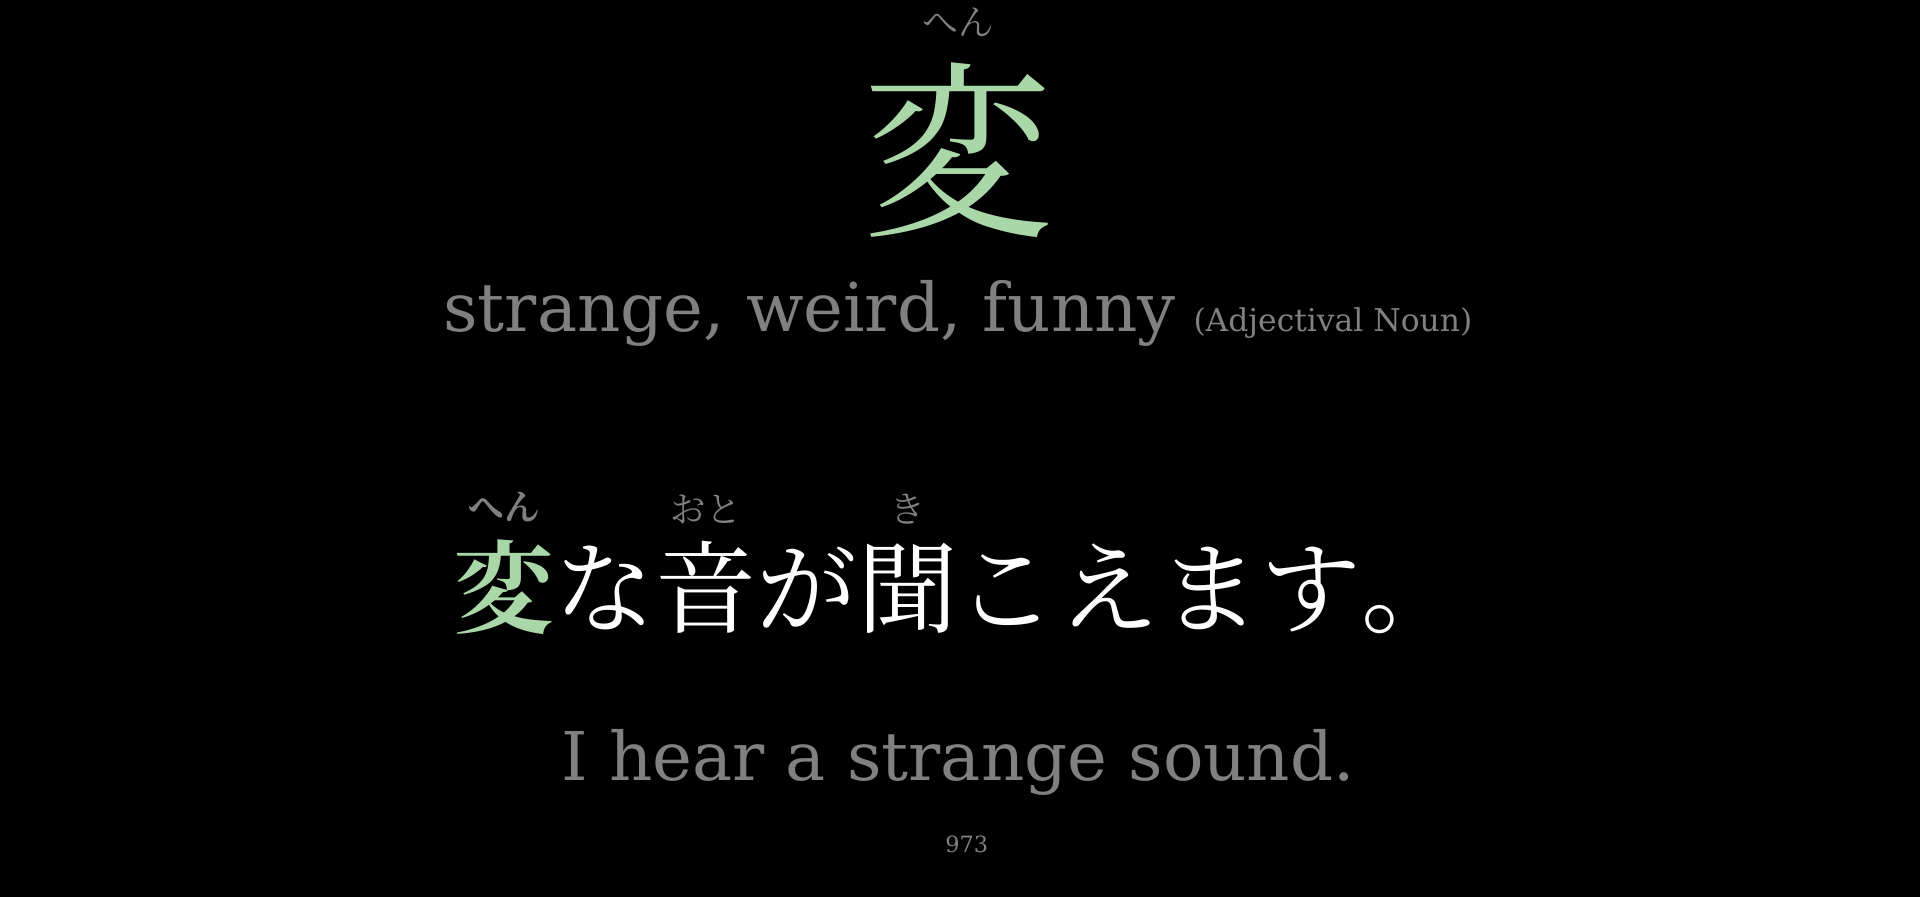 へん
変
strange, weird, funny (Adjectival Noun)
へん おと き
変な音が聞こえます。
I hear a strange sound.
973